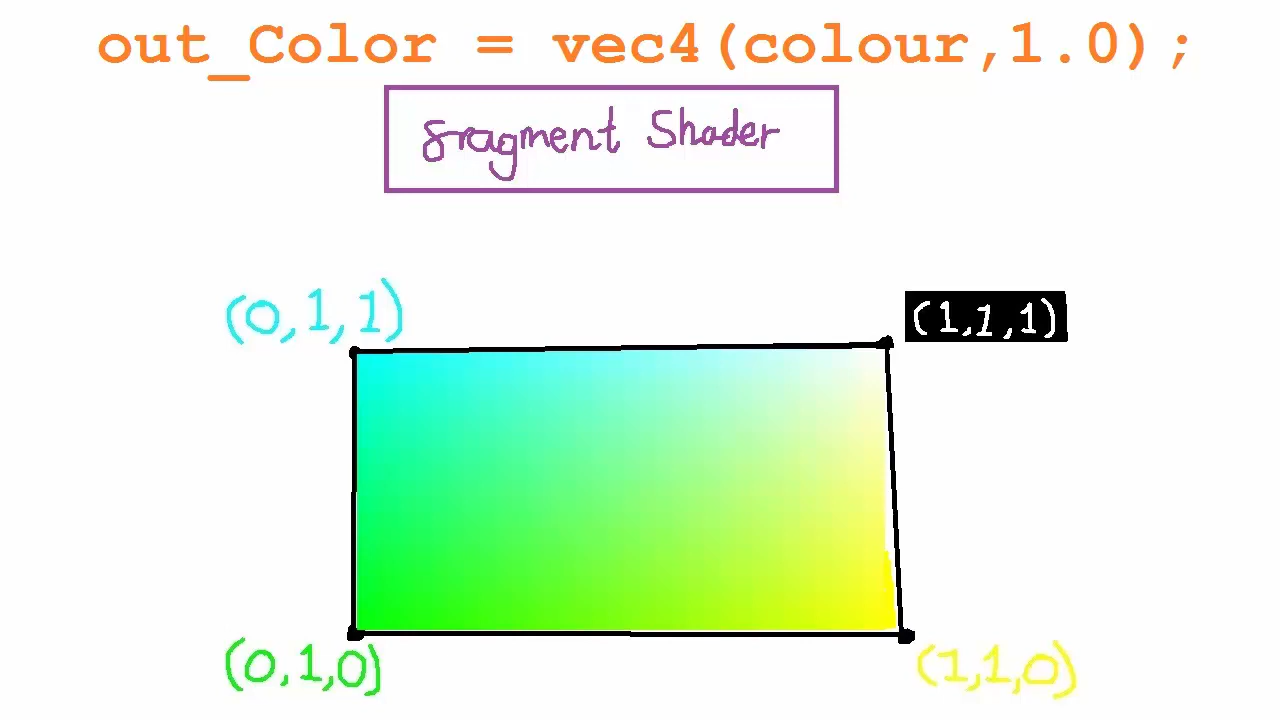 out_Color = vec4(colour,1.0);
fragment Shader
(0,1,1)
(1,1,1)
(0,1,0)
(1,1,0)